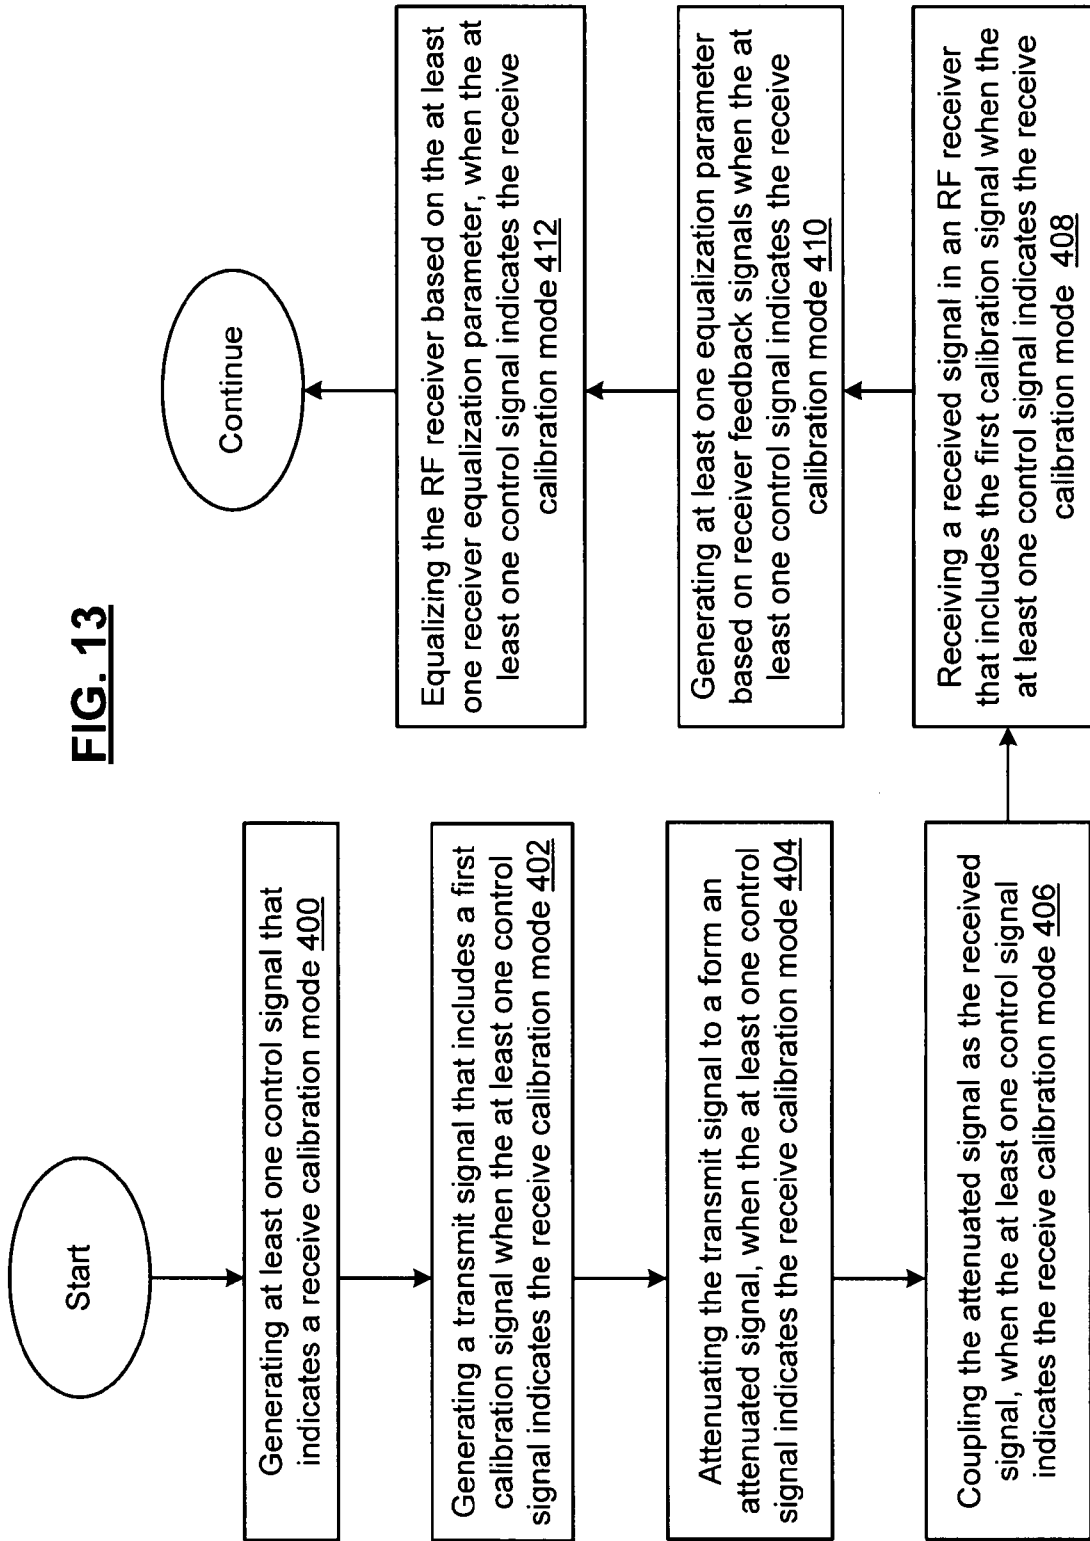 FIG. 13
Start
Generating at least one control signal that
indicates a receive calibration mode 400
Generating a transmit signal that includes a first
calibration signal when the at least one control
signal indicates the receive calibration mode 402
Attenuating the transmit signal to a form an
attenuated signal, when the at least one control
signal indicates the receive calibration mode 404
Coupling the attenuated signal as the received
signal, when the at least one control signal
indicates the receive calibration mode 406
Receiving a received signal in an RF receiver
that includes the first calibration signal when the
at least one control signal indicates the receive
calibration mode 408
Generating at least one equalization parameter
based on receiver feedback signals when the at
least one control signal indicates the receive
calibration mode 410
Equalizing the RF receiver based on the at least
one receiver equalization parameter, when the at
least one control signal indicates the receive
calibration mode 412
Continue